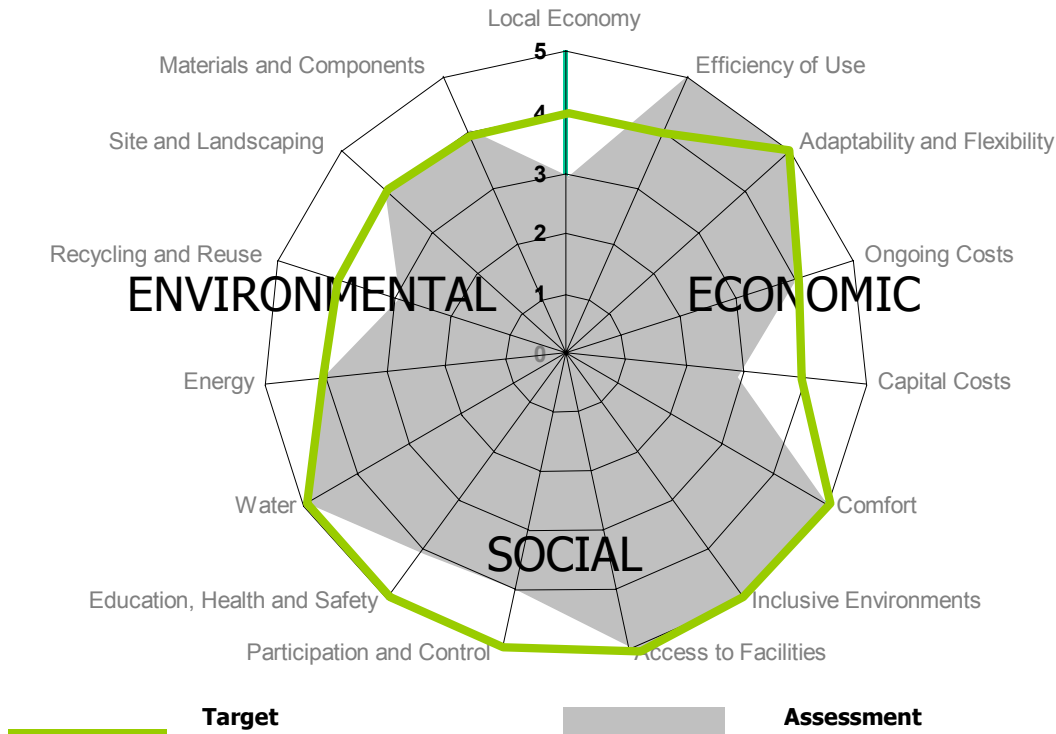 Local Economy
5
Materials and Components
Efficiency of Use
4
Site and Landscaping
Adaptability and Flexibility
3
2
Recycling and Reuse
Ongoing Costs
ENVIRONMENTAL
1
ECONOMIC
0
Energy
Capital Costs
Water
Comfort
SOCIAL
Education, Health and Safety
Inclusive Environments
Participation and Control
Access to Facilities
Target
Assessment